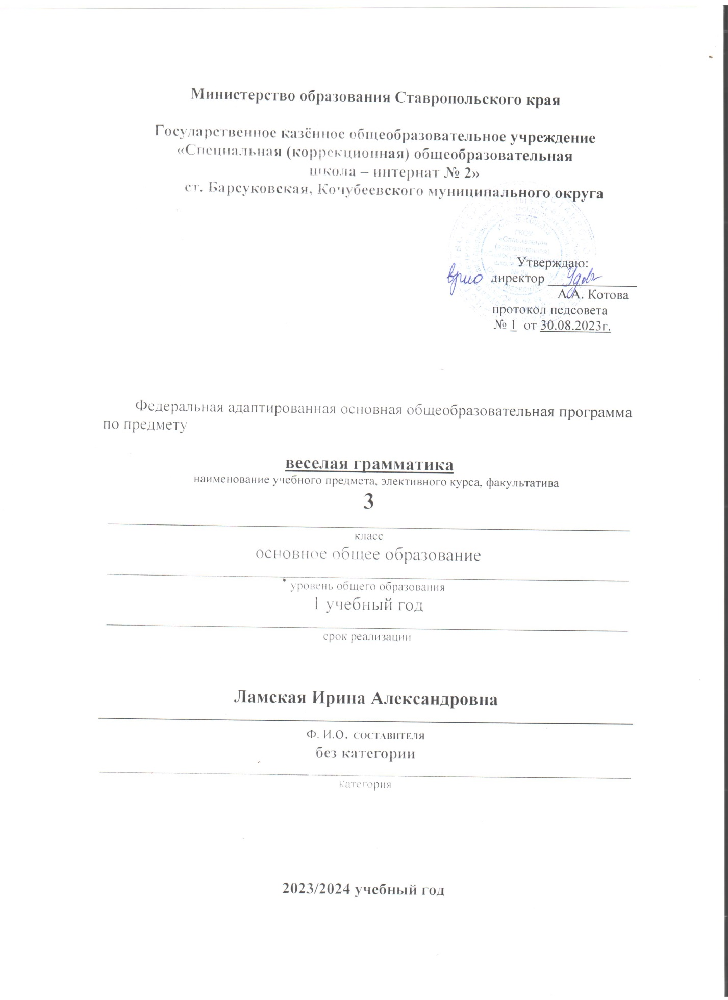 Министерство образования Ставропольского края
Государственное казённое общеобразовательное учреждение
«Специальная (коррекционная) общеобразовательная
школа – интернат № 2»
ст. Барсуковская, Кочубеевского муниципального округа
ГКОУ
«Специальная
(коррекционная)
Утверждаю:
врио директор
А.А. Котова
протокол педсовета
№ 1 от 30.08.2023г.
Федеральная адаптированная основная общеобразовательная программа
по предмету
веселая грамматика
наименование учебного предмета, элективного курса, факультатива
3
класс
основное общее образование
уровень общего образования
1 учебный год
срок реализации
Ламская Ирина Александровна
Ф. И.О. СОСТАВИТЕЛЯ
без категории
категория
2023/2024 учебный год